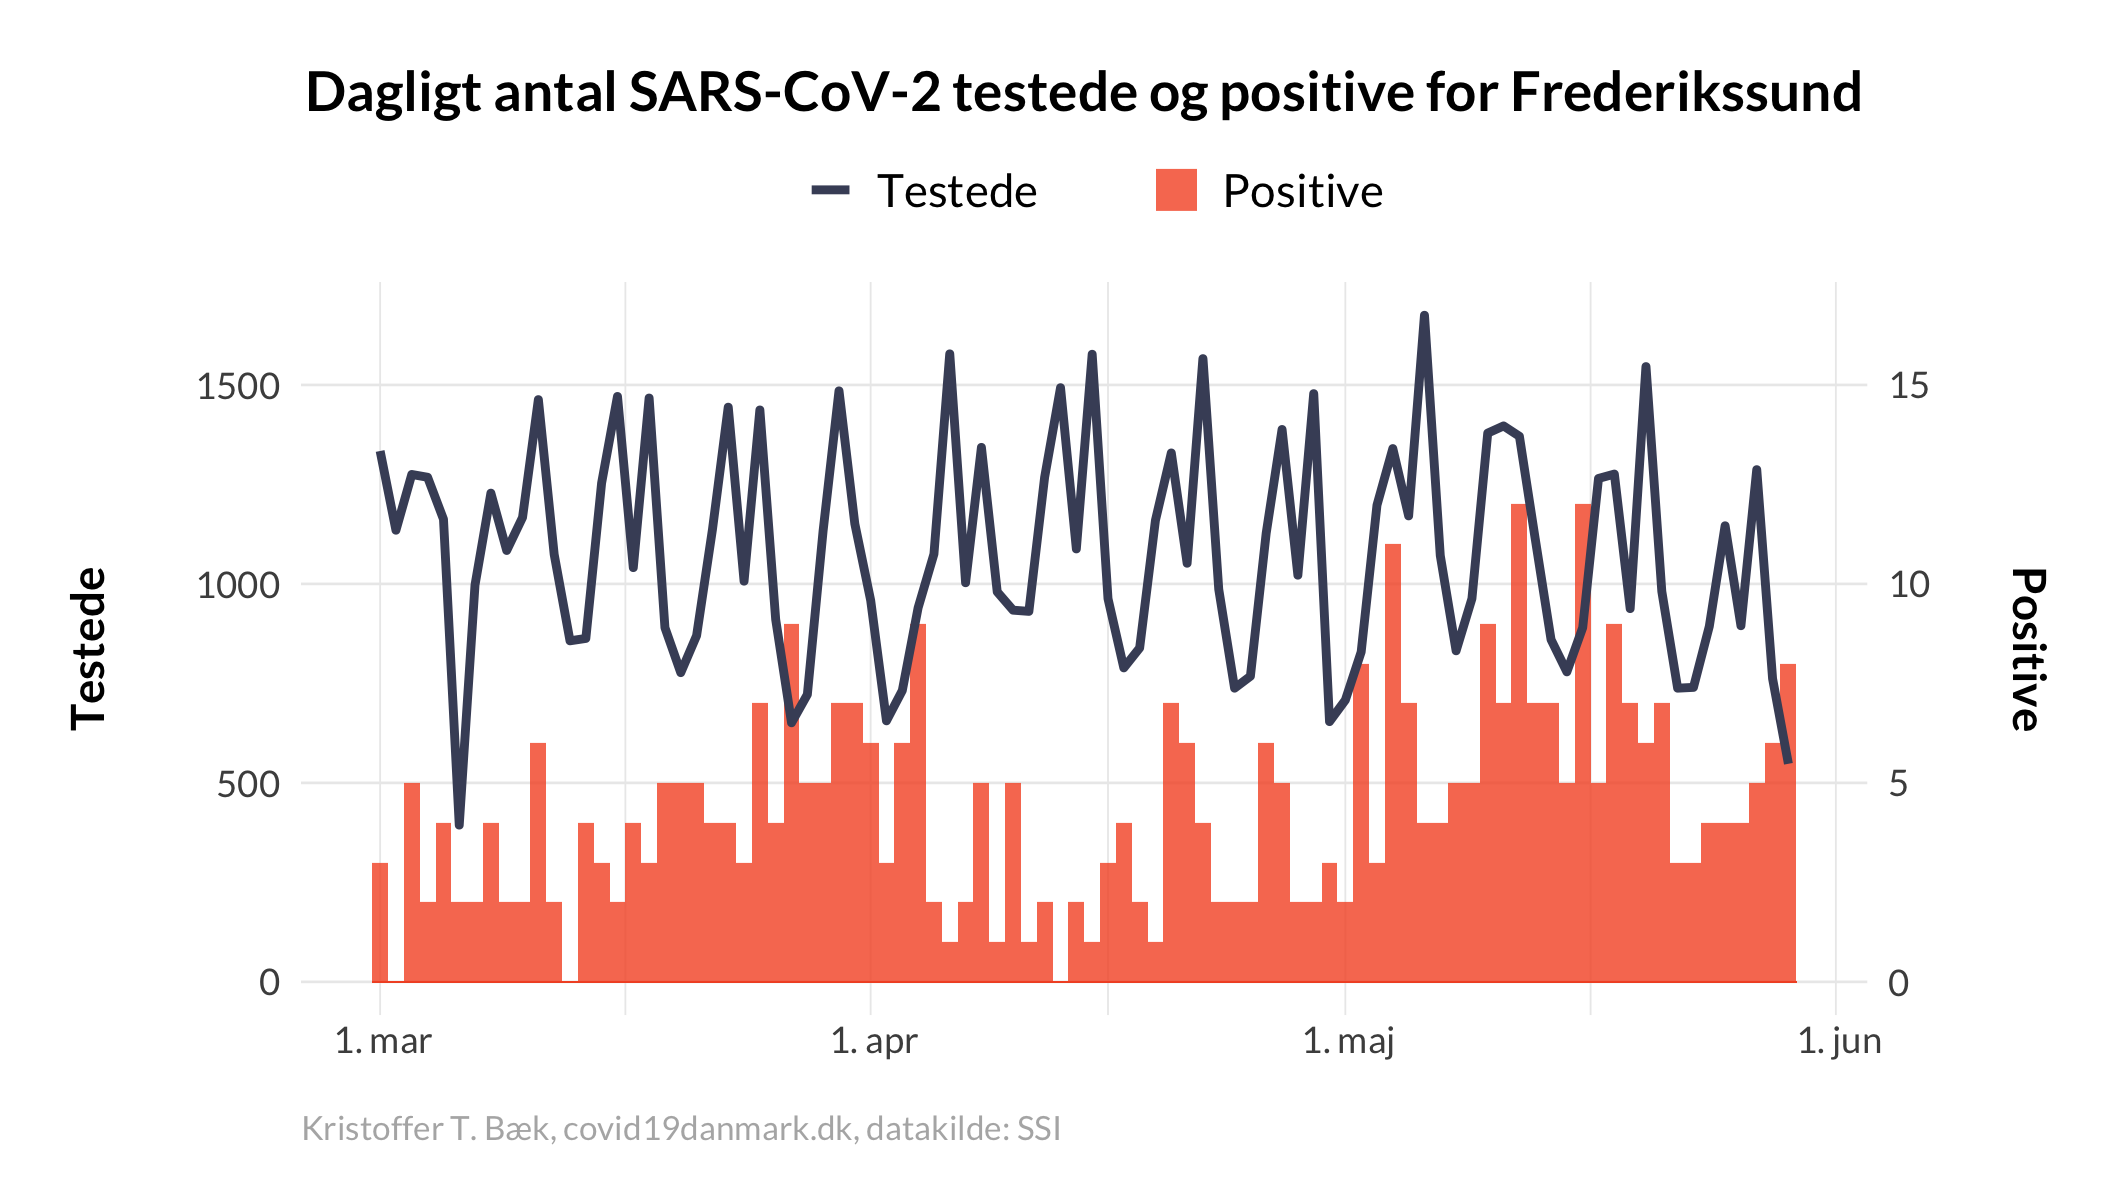 Dagligt antal SARS-CoV-2 testede og positive for Frederikssund
Testede
Positive
1500
1000
500
0
15
10
5
0
Testede
Positive
1. mar
1. apr
1. maj
1. jun
Kristoffer T. Bæk, covid19danmark.dk, datakilde: SSI